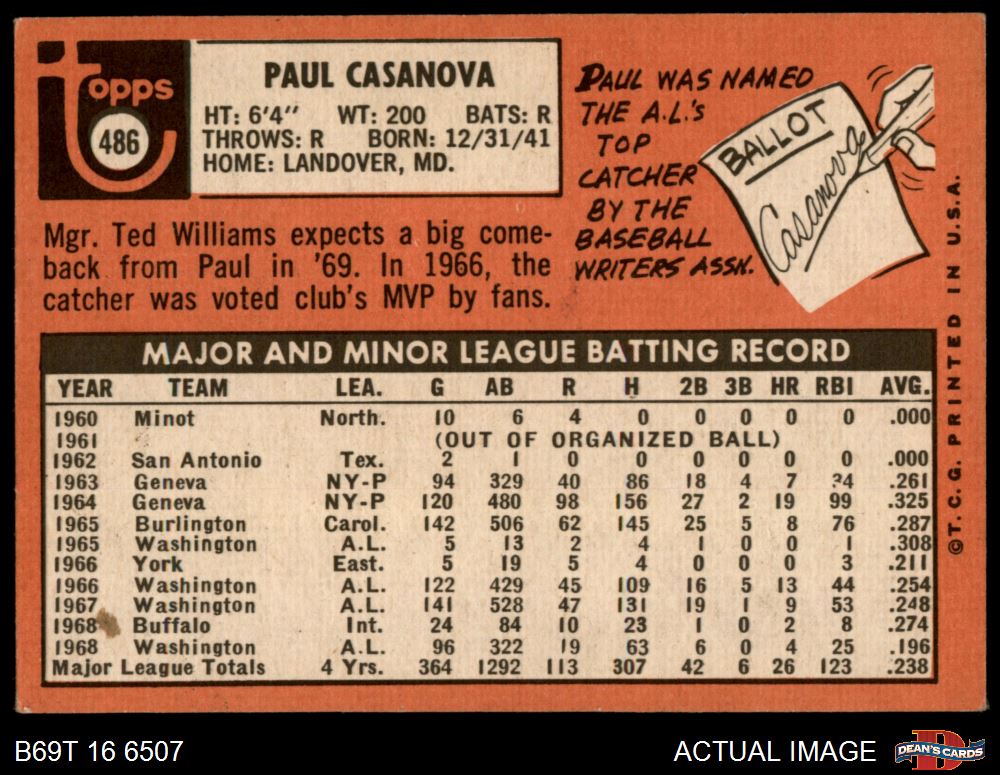 Topps
486
PAUL CASANOVA
HT: 6'4" WT: 200 BATS: R
THROWS: R BORN: 12/31/41
HOME: LANDOVER, MD.
Mgr. Ted Williams expects a big come-
back from Paul in '69. In 1966, the
catcher was voted club's MVP by fans.
PAUL WAS NAMED
THE A.L.'S
TOP
CATCHER
BY THE
BASEBALL
WRITERS ASSN.
BALLOT
Casanova
MAJOR AND MINOR LEAGUE BATTING RECORD
YEAR TEAM LEA. G AB R H 2B 3B HR RBI AVG.
1960 Minot North. 10 6 4 0 0 0 0 0 .000
1961 (OUT OF ORGANIZED BALL)
1962 San Antonio Tex. 2 1 0 0 0 0 0 0 .000
1963 Geneva NY-P 94 329 40 86 18 4 7 34 .261
1964 Geneva NY-P 120 480 98 156 27 2 19 99 .325
1965 Burlington Carol. 142 506 62 145 25 5 8 76 .287
1965 Washington A.L. 5 13 2 4 1 0 0 1 .308
1966 York East. 5 19 5 4 0 0 0 3 .211
1966 Washington A.L. 122 429 45 109 16 5 13 44 .254
1967 Washington A.L. 141 528 47 131 19 1 9 53 .248
1968 Buffalo Int. 24 84 10 23 1 0 2 8 .274
1968 Washington A.L. 96 322 19 63 6 0 4 25 .196
Major League Totals 4 Yrs. 364 1292 113 307 42 6 26 123 .238
©T.C.G. PRINTED IN U.S.A.
B69T 16 6507
ACTUAL IMAGE
DEAN'S CARDS